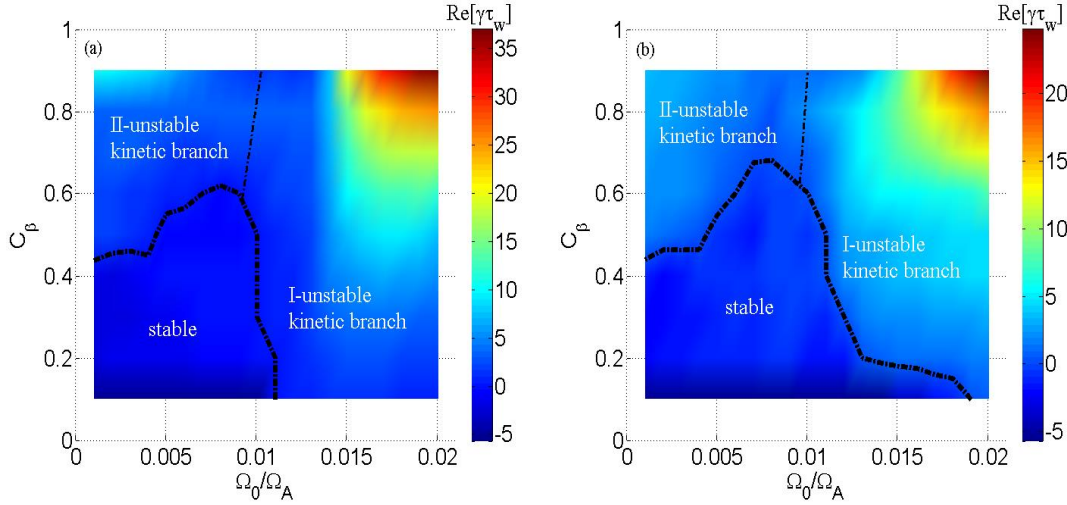 Re[γτw]
(a)
1
0.8
0.6
0.4
0.2
0
Cβ
II-unstable
kinetic branch
I-unstable
kinetic branch
stable
0
0.005
0.01
0.015
0.02
Ω0/ΩA
35
30
25
20
15
10
5
0
-5
Re[γτw]
(b)
1
0.8
0.6
0.4
0.2
0
Cβ
II-unstable
kinetic branch
I-unstable
kinetic branch
stable
0
0.005
0.01
0.015
0.02
Ω0/ΩA
20
15
10
5
0
-5